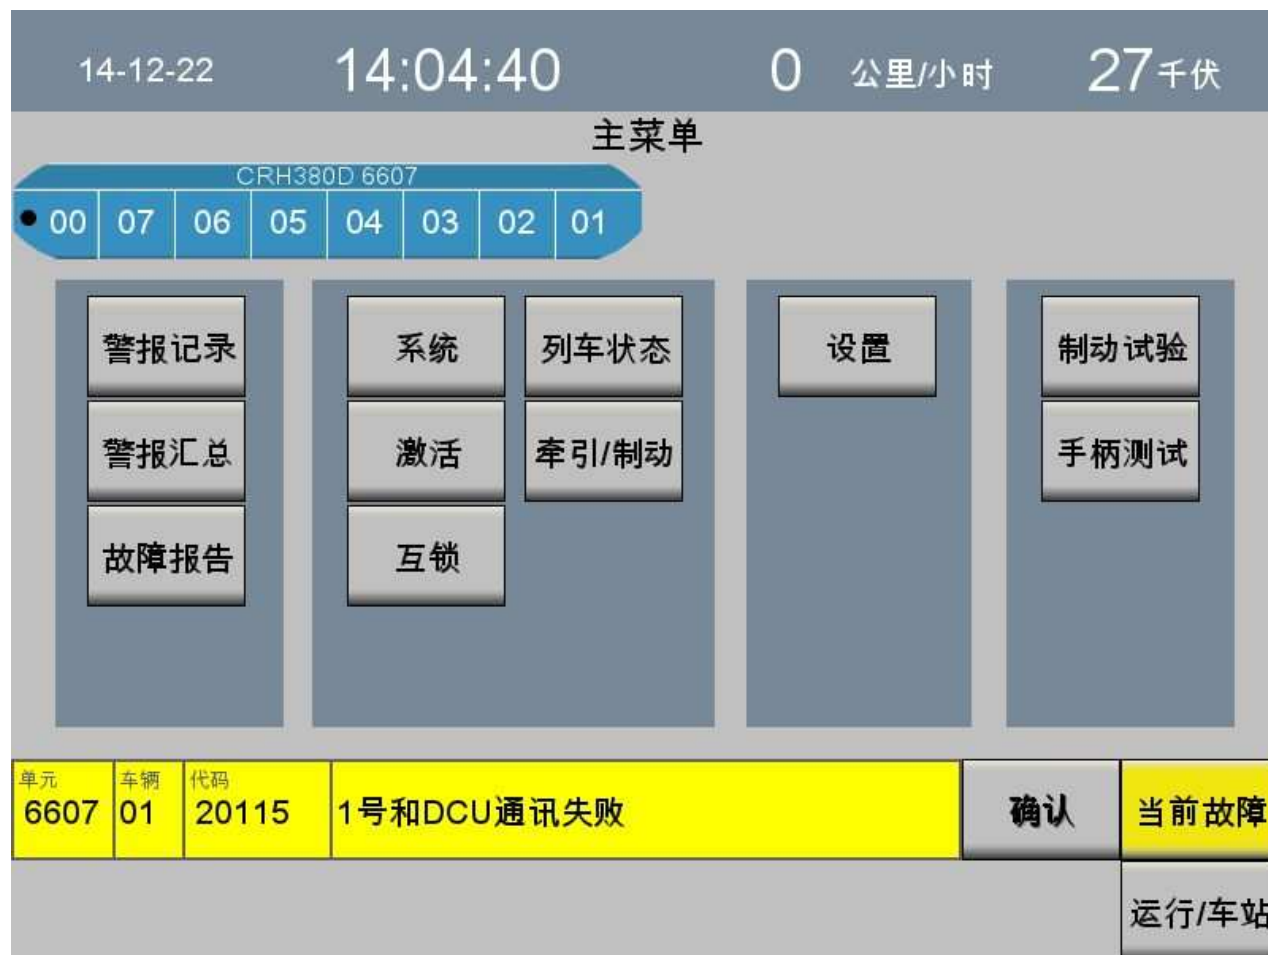 14-12-22 14:04:40 0 公里/小时 27千伏
主菜单
CRH380D 6607
00 07 06 05 04 03 02 01
警报记录 系统 列车状态 设置 制动试验
警报汇总 激活 牵引/制动 手柄测试
故障报告 互锁
单元 车辆 代码
6607 01 20115 1号和DCU通讯失败 确认 当前故障
运行/车站